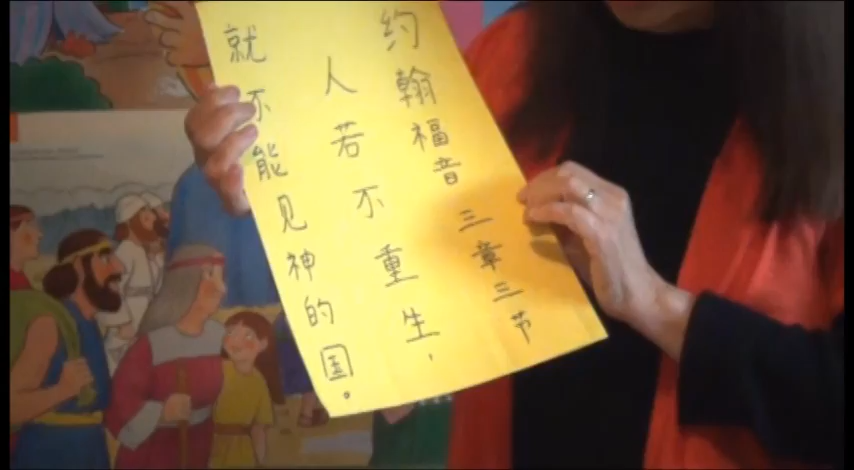 约翰福音三章三节
人若不重生，
就不能见神的国。